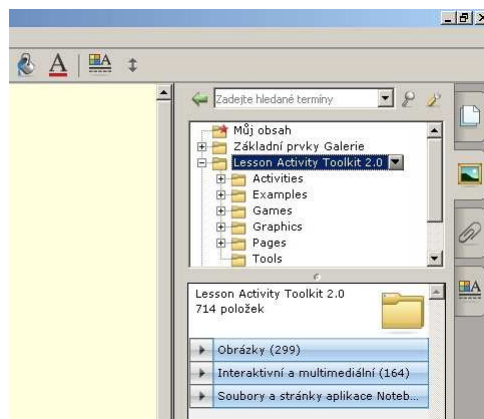 Zadejte hledané termíny
Můj obsah
Základní prvky Galerie
Lesson Activity Toolkit 2.0
Activities
Examples
Games
Graphics
Pages
Tools
Lesson Activity Toolkit 2.0
714 položek
Obrázky (299)
Interaktivní a multimediální (164)
Soubory a stránky aplikace Noteb...